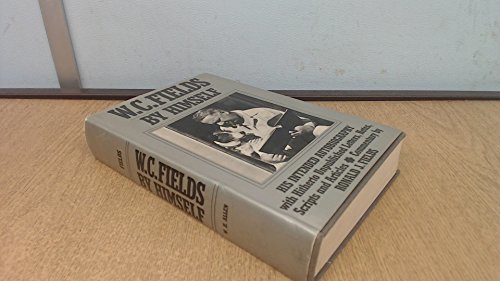 W.C. FIELDS
BY HIMSELF
HIS INTENDED AUTOBIOGRAPHY
with Hitherto Unpublished Letters, Notes,
Scripts and Articles Commentary by
RONALD J. FIELDS
FIELDS
W.C. FIELDS
BY HIMSELF
W H ALLEN